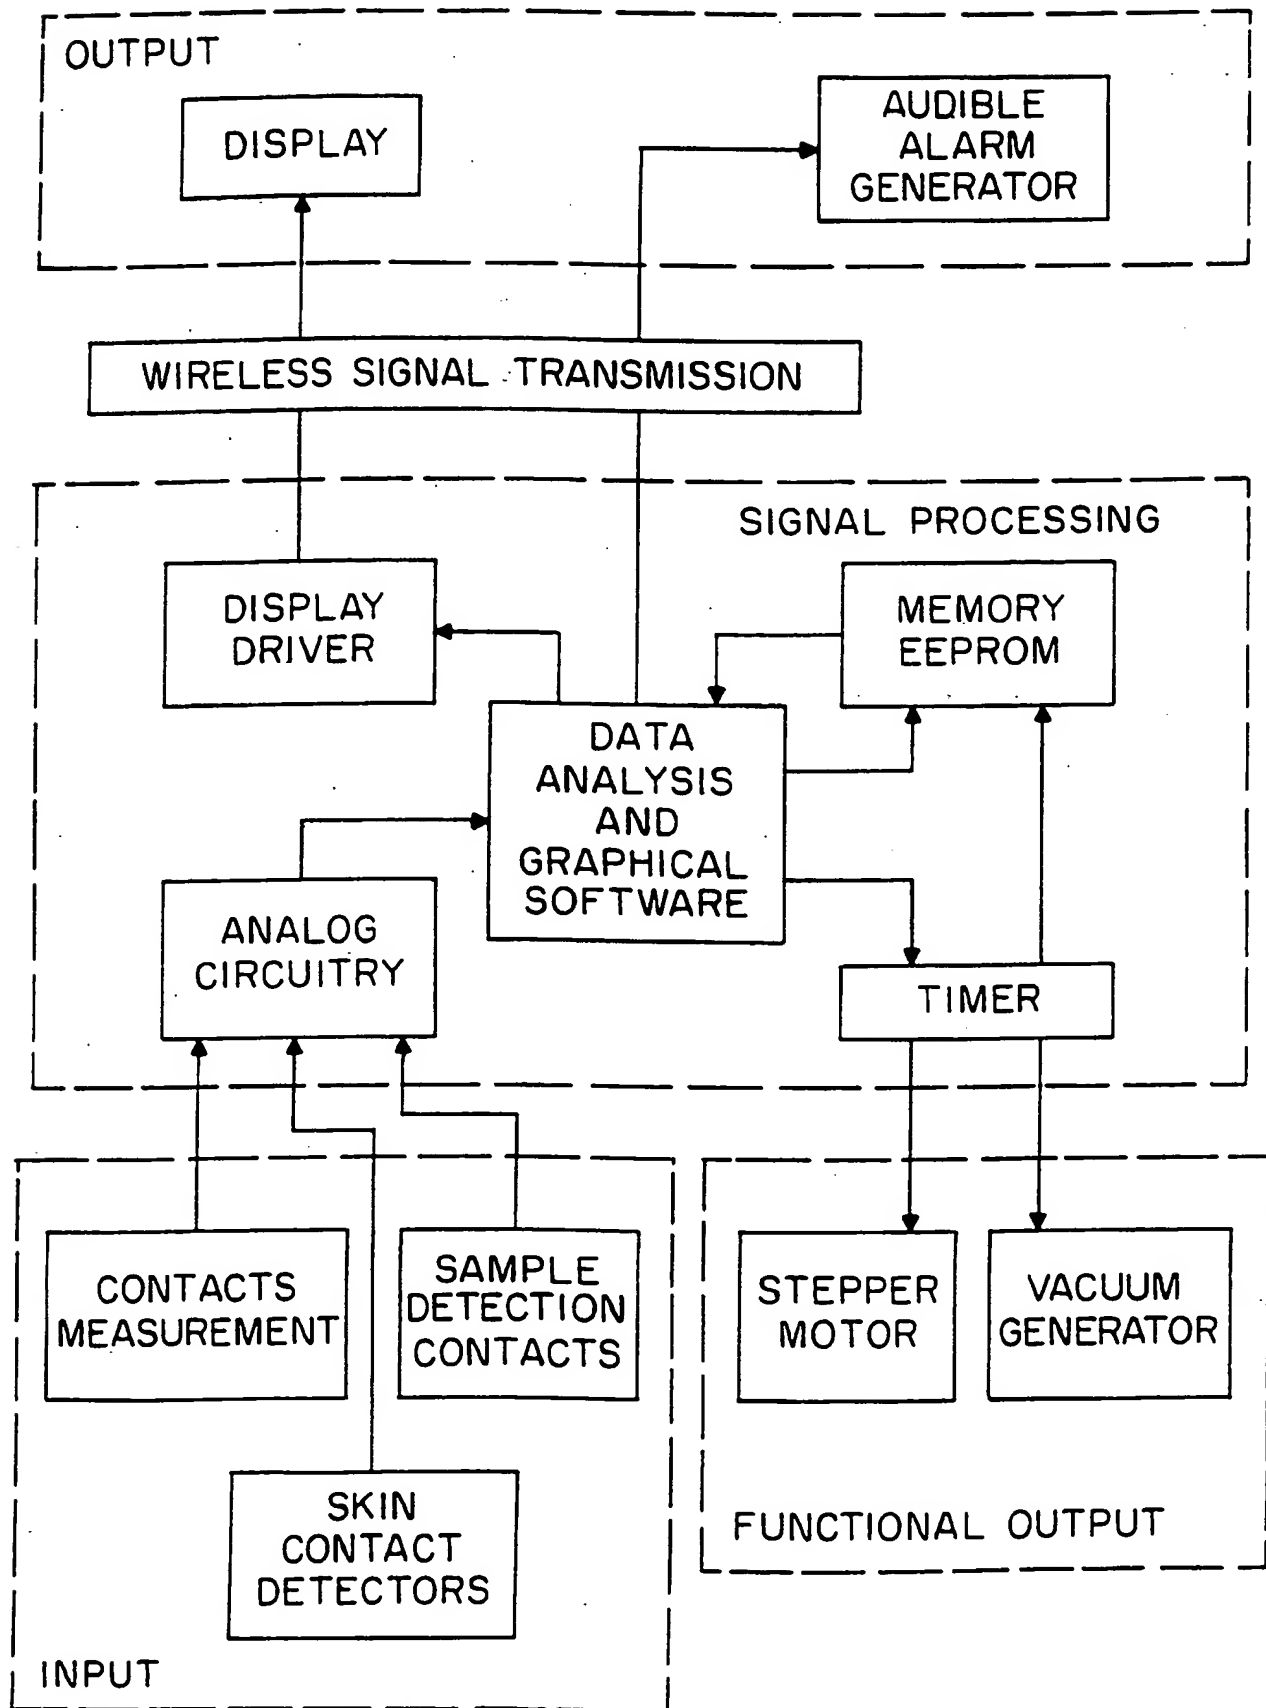 OUTPUT
DISPLAY
AUDIBLE
ALARM
GENERATOR
WIRELESS SIGNAL TRANSMISSION
SIGNAL PROCESSING
DISPLAY
DRIVER
MEMORY
EEPROM
DATA
ANALYSIS
AND
GRAPHICAL
SOFTWARE
ANALOG
CIRCUITRY
TIMER
CONTACTS
MEASUREMENT
SAMPLE
DETECTION
CONTACTS
STEPPER
MOTOR
VACUUM
GENERATOR
SKIN
CONTACT
DETECTORS
FUNCTIONAL OUTPUT
INPUT